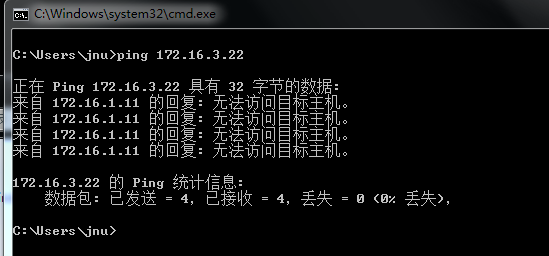 C:\Windows\system32\cmd.exe
C:\Users\jnu>ping 172.16.3.22
正在 Ping 172.16.3.22 具有 32 字节的数据:
来自 172.16.1.11 的回复: 无法访问目标主机。
来自 172.16.1.11 的回复: 无法访问目标主机。
来自 172.16.1.11 的回复: 无法访问目标主机。
来自 172.16.1.11 的回复: 无法访问目标主机。
172.16.3.22 的 Ping 统计信息:
数据包: 已发送 = 4, 已接收 = 4, 丢失 = 0 (0% 丢失),
C:\Users\jnu>